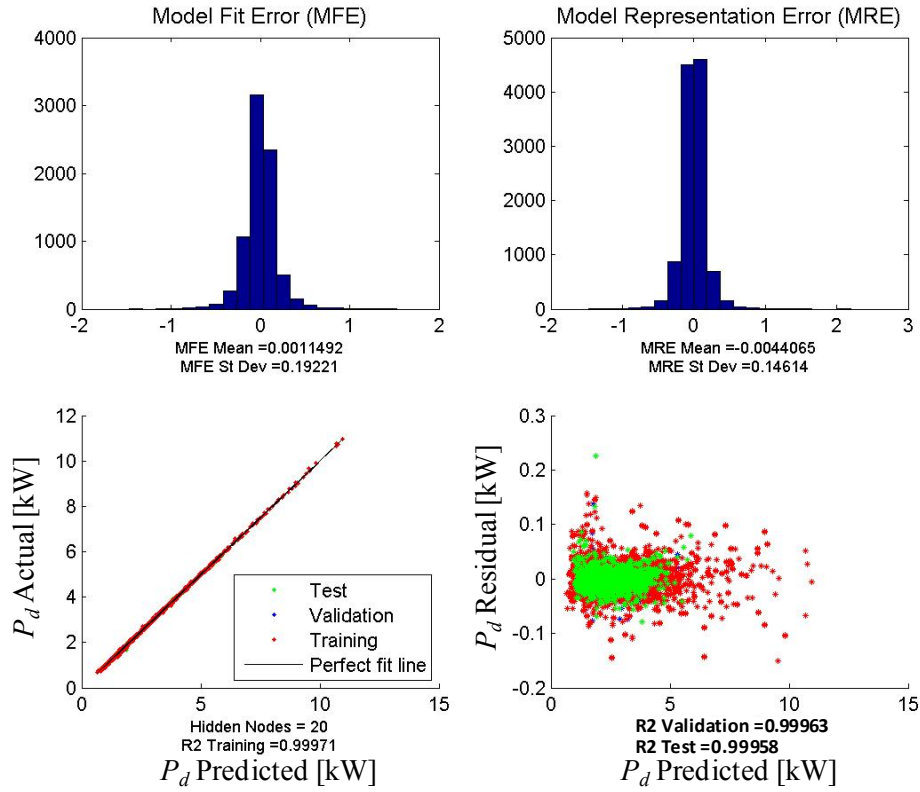 Model Fit Error (MFE)
4000
3000
2000
1000
0
-2
-1
0
1
2
MFE Mean =0.0011492
MFE St Dev =0.19221
Model Representation Error (MRE)
5000
4000
3000
2000
1000
0
-2
-1
0
1
2
3
MRE Mean =-0.0044065
MRE St Dev =0.14614
P_d Actual [kW]
12
10
8
6
4
2
0
0
5
10
15
Test
Validation
Training
Perfect fit line
Hidden Nodes = 20
R2 Training =0.99971
P_d Predicted [kW]
P_d Residual [kW]
0.3
0.2
0.1
0
-0.1
-0.2
0
5
10
15
R2 Validation =0.99963
R2 Test =0.99958
P_d Predicted [kW]